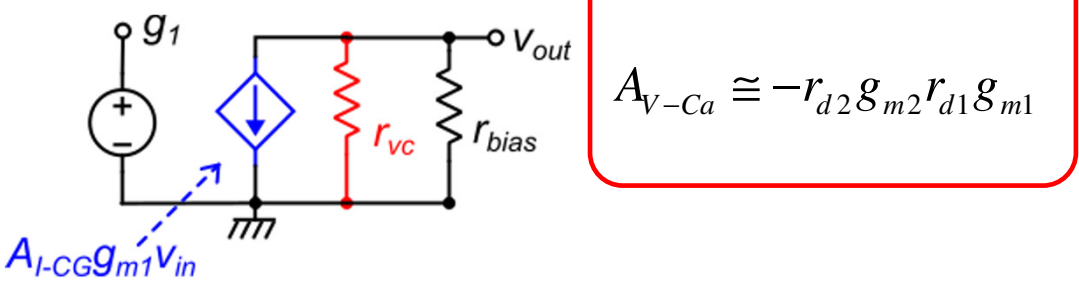 g1
vout
+
−
rvc
rbias
AI-CGgm1vin
AV−Ca ≅ −rd2gm2rd1gm1